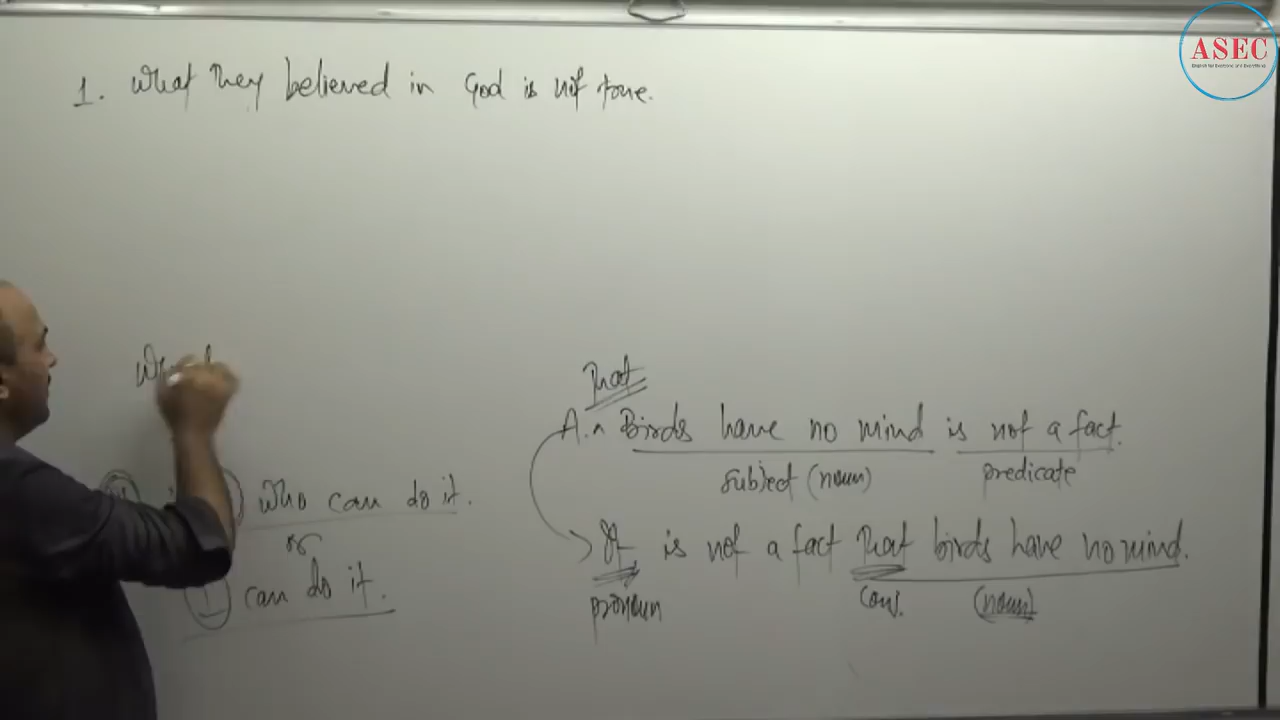 ASEC
1. What they believed in God is not true.
That
A. ^ Birds have no mind is not a fact.
subject (noun) predicate
who can do it.
or
I can do it.
It is not a fact that birds have no mind.
pronoun conj. (noun)